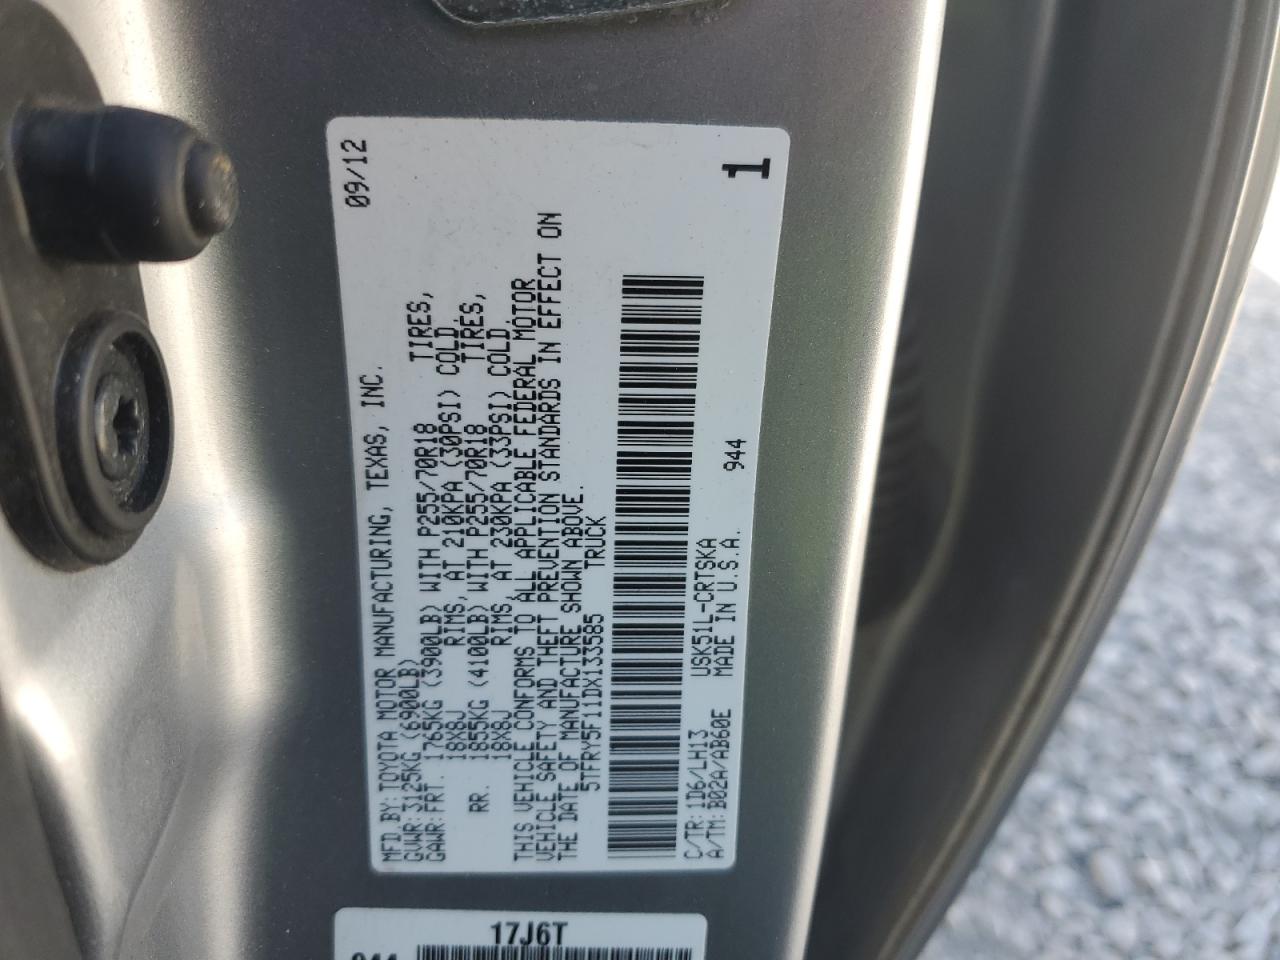 MFD.BY:TOYOTA MOTOR MANUFACTURING, TEXAS, INC. 09/12
GVWR:3125KG (6900LB)
GAWR:FRT. 1765KG (3900LB) WITH P255/70R18 TIRES,
18X8J RIMS, AT 210KPA (30PSI) COLD.
RR. 1855KG (4100LB) WITH P255/70R18 TIRES,
18X8J RIMS, AT 230KPA (33PSI) COLD.
THIS VEHICLE CONFORMS TO ALL APPLICABLE FEDERAL MOTOR
VEHICLE SAFETY AND THEFT PREVENTION STANDARDS IN EFFECT ON
THE DATE OF MANUFACTURE SHOWN ABOVE.
5TFRY5F11DX133585 TRUCK
C/TR:1D6/LH13 USK51L-CRTSKA
A/TM:B02A/AB60E MADE IN U.S.A. 944 1
17J6T
944